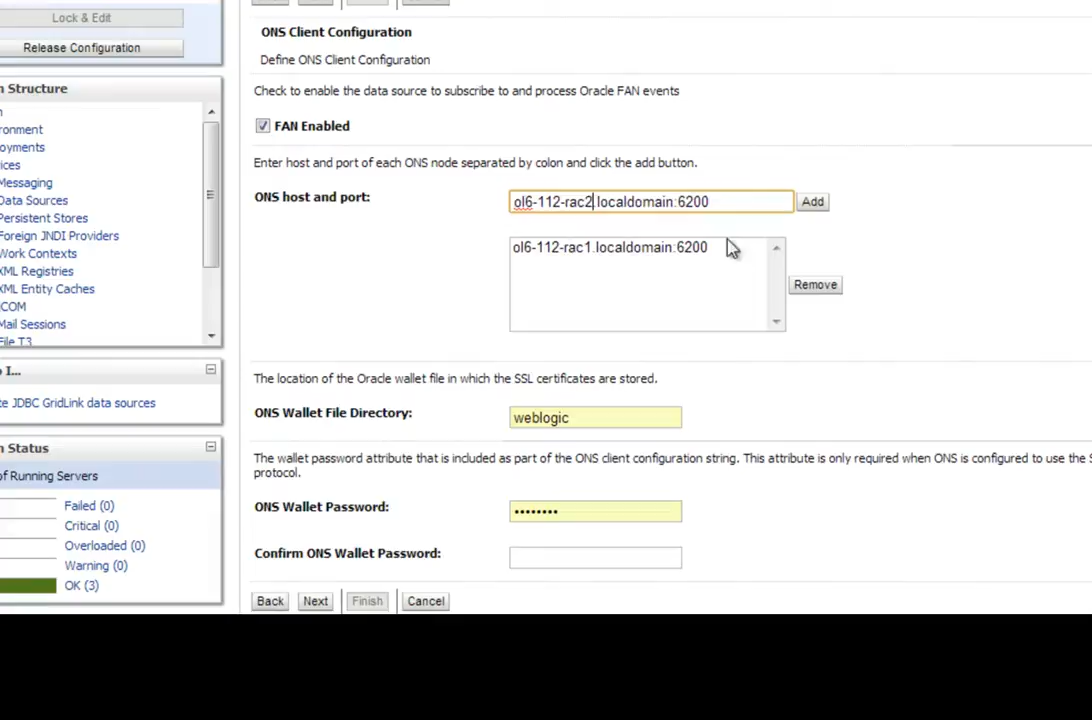 Lock & Edit
Release Configuration
n Structure
ronment
oyments
ices
Messaging
Data Sources
Persistent Stores
Foreign JNDI Providers
Work Contexts
XML Registries
XML Entity Caches
COM
Mail Sessions
File T3
o I...
te JDBC GridLink data sources
n Status
of Running Servers
Failed (0)
Critical (0)
Overloaded (0)
Warning (0)
OK (3)
ONS Client Configuration
Define ONS Client Configuration
Check to enable the data source to subscribe to and process Oracle FAN events
FAN Enabled
Enter host and port of each ONS node separated by colon and click the add button.
ONS host and port:
ol6-112-rac2.localdomain:6200
Add
ol6-112-rac1.localdomain:6200
Remove
The location of the Oracle wallet file in which the SSL certificates are stored.
ONS Wallet File Directory:
weblogic
The wallet password attribute that is included as part of the ONS client configuration string. This attribute is only required when ONS is configured to use the S
protocol.
ONS Wallet Password:
••••••••
Confirm ONS Wallet Password:
Back
Next
Finish
Cancel